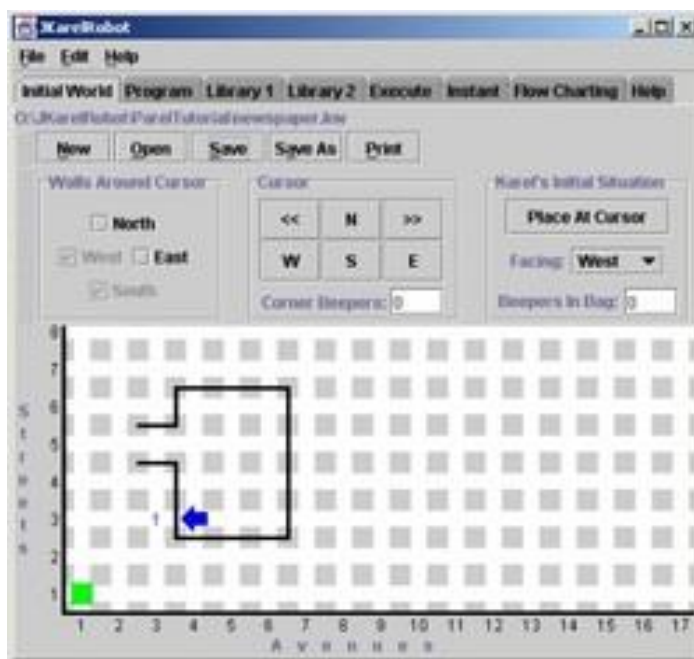 JKarelRobot
File Edit Help
Initial World Program Library 1 Library 2 Execute Instant Flow Charting Help
New Open Save Save As Print
Walls Around Cursor
North
West East
South
Cursor
<< N >>
W S E
Corner Beepers: 0
Karel's Initial Situation
Place At Cursor
Facing: West
Beepers In Bag: 0
8
7
6
5
4
3
2
1
Streets
1
1 2 3 4 5 6 7 8 9 10 11 12 13 14 15 16 17
Avenues